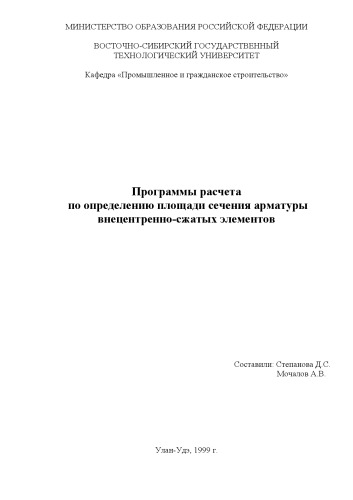 МИНИСТЕРСТВО ОБРАЗОВАНИЯ РОССИЙСКОЙ ФЕДЕРАЦИИ
ВОСТОЧНО-СИБИРСКИЙ ГОСУДАРСТВЕННЫЙ
ТЕХНОЛОГИЧЕСКИЙ УНИВЕРСИТЕТ
Кафедра «Промышленное и гражданское строительство»
Программы расчета
по определению площади сечения арматуры
внецентренно-сжатых элементов
Составили: Степанова Д.С.
Мочалов А.В.
Улан-Удэ, 1999 г.